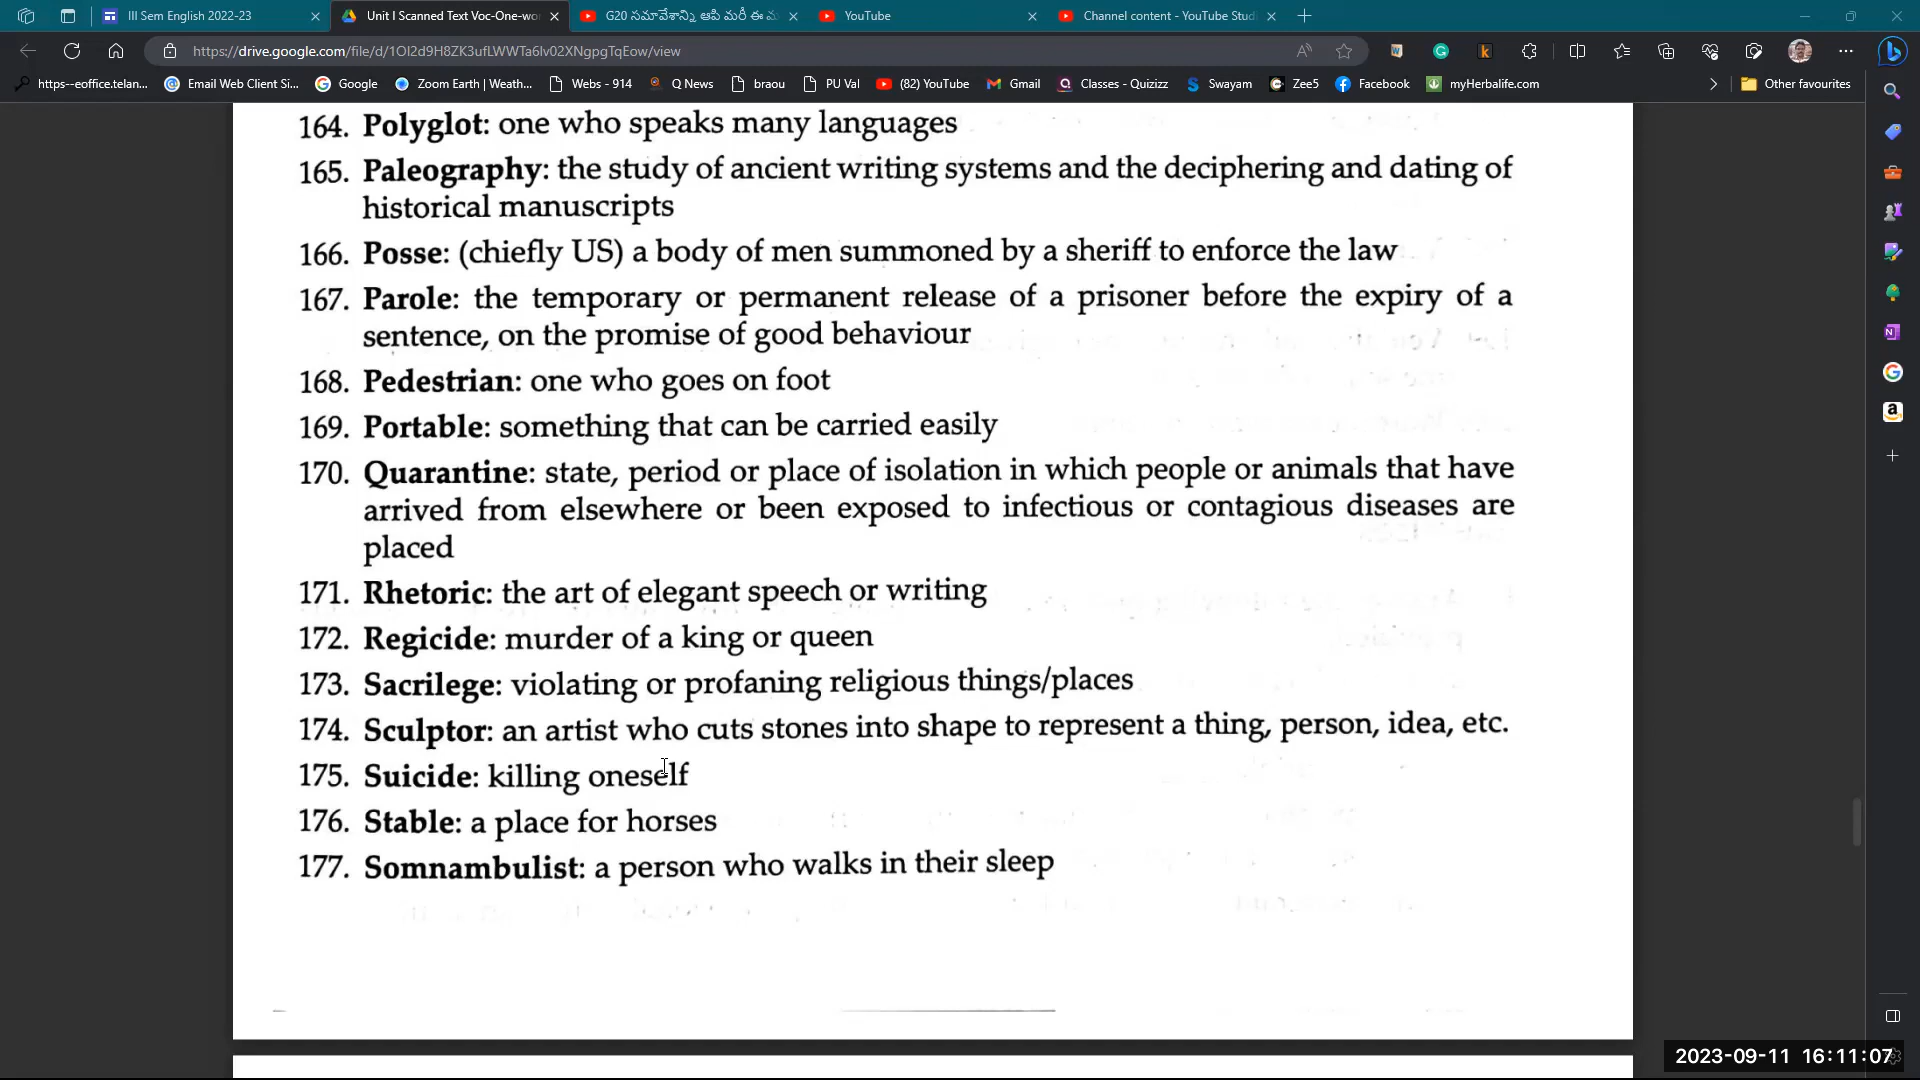 III Sem English 2022-23
Unit I Scanned Text Voc-One-wo
G20 సమావేశాన్ని ఆపి మరీ ఈ మ
YouTube
Channel content - YouTube Stud
https://drive.google.com/file/d/1OI2d9H8ZK3ufLWWTa6Iv02XNgpgTqEow/view
https--eoffice.telan...
Email Web Client Si...
Google
Zoom Earth | Weath...
Webs - 914
Q News
braou
PU Val
(82) YouTube
Gmail
Classes - Quizizz
Swayam
Zee5
Facebook
myHerbalife.com
Other favourites
164. Polyglot: one who speaks many languages
165. Paleography: the study of ancient writing systems and the deciphering and dating of
historical manuscripts
166. Posse: (chiefly US) a body of men summoned by a sheriff to enforce the law
167. Parole: the temporary or permanent release of a prisoner before the expiry of a
sentence, on the promise of good behaviour
168. Pedestrian: one who goes on foot
169. Portable: something that can be carried easily
170. Quarantine: state, period or place of isolation in which people or animals that have
arrived from elsewhere or been exposed to infectious or contagious diseases are
placed
171. Rhetoric: the art of elegant speech or writing
172. Regicide: murder of a king or queen
173. Sacrilege: violating or profaning religious things/places
174. Sculptor: an artist who cuts stones into shape to represent a thing, person, idea, etc.
175. Suicide: killing oneself
176. Stable: a place for horses
177. Somnambulist: a person who walks in their sleep
2023-09-11 16:11:07